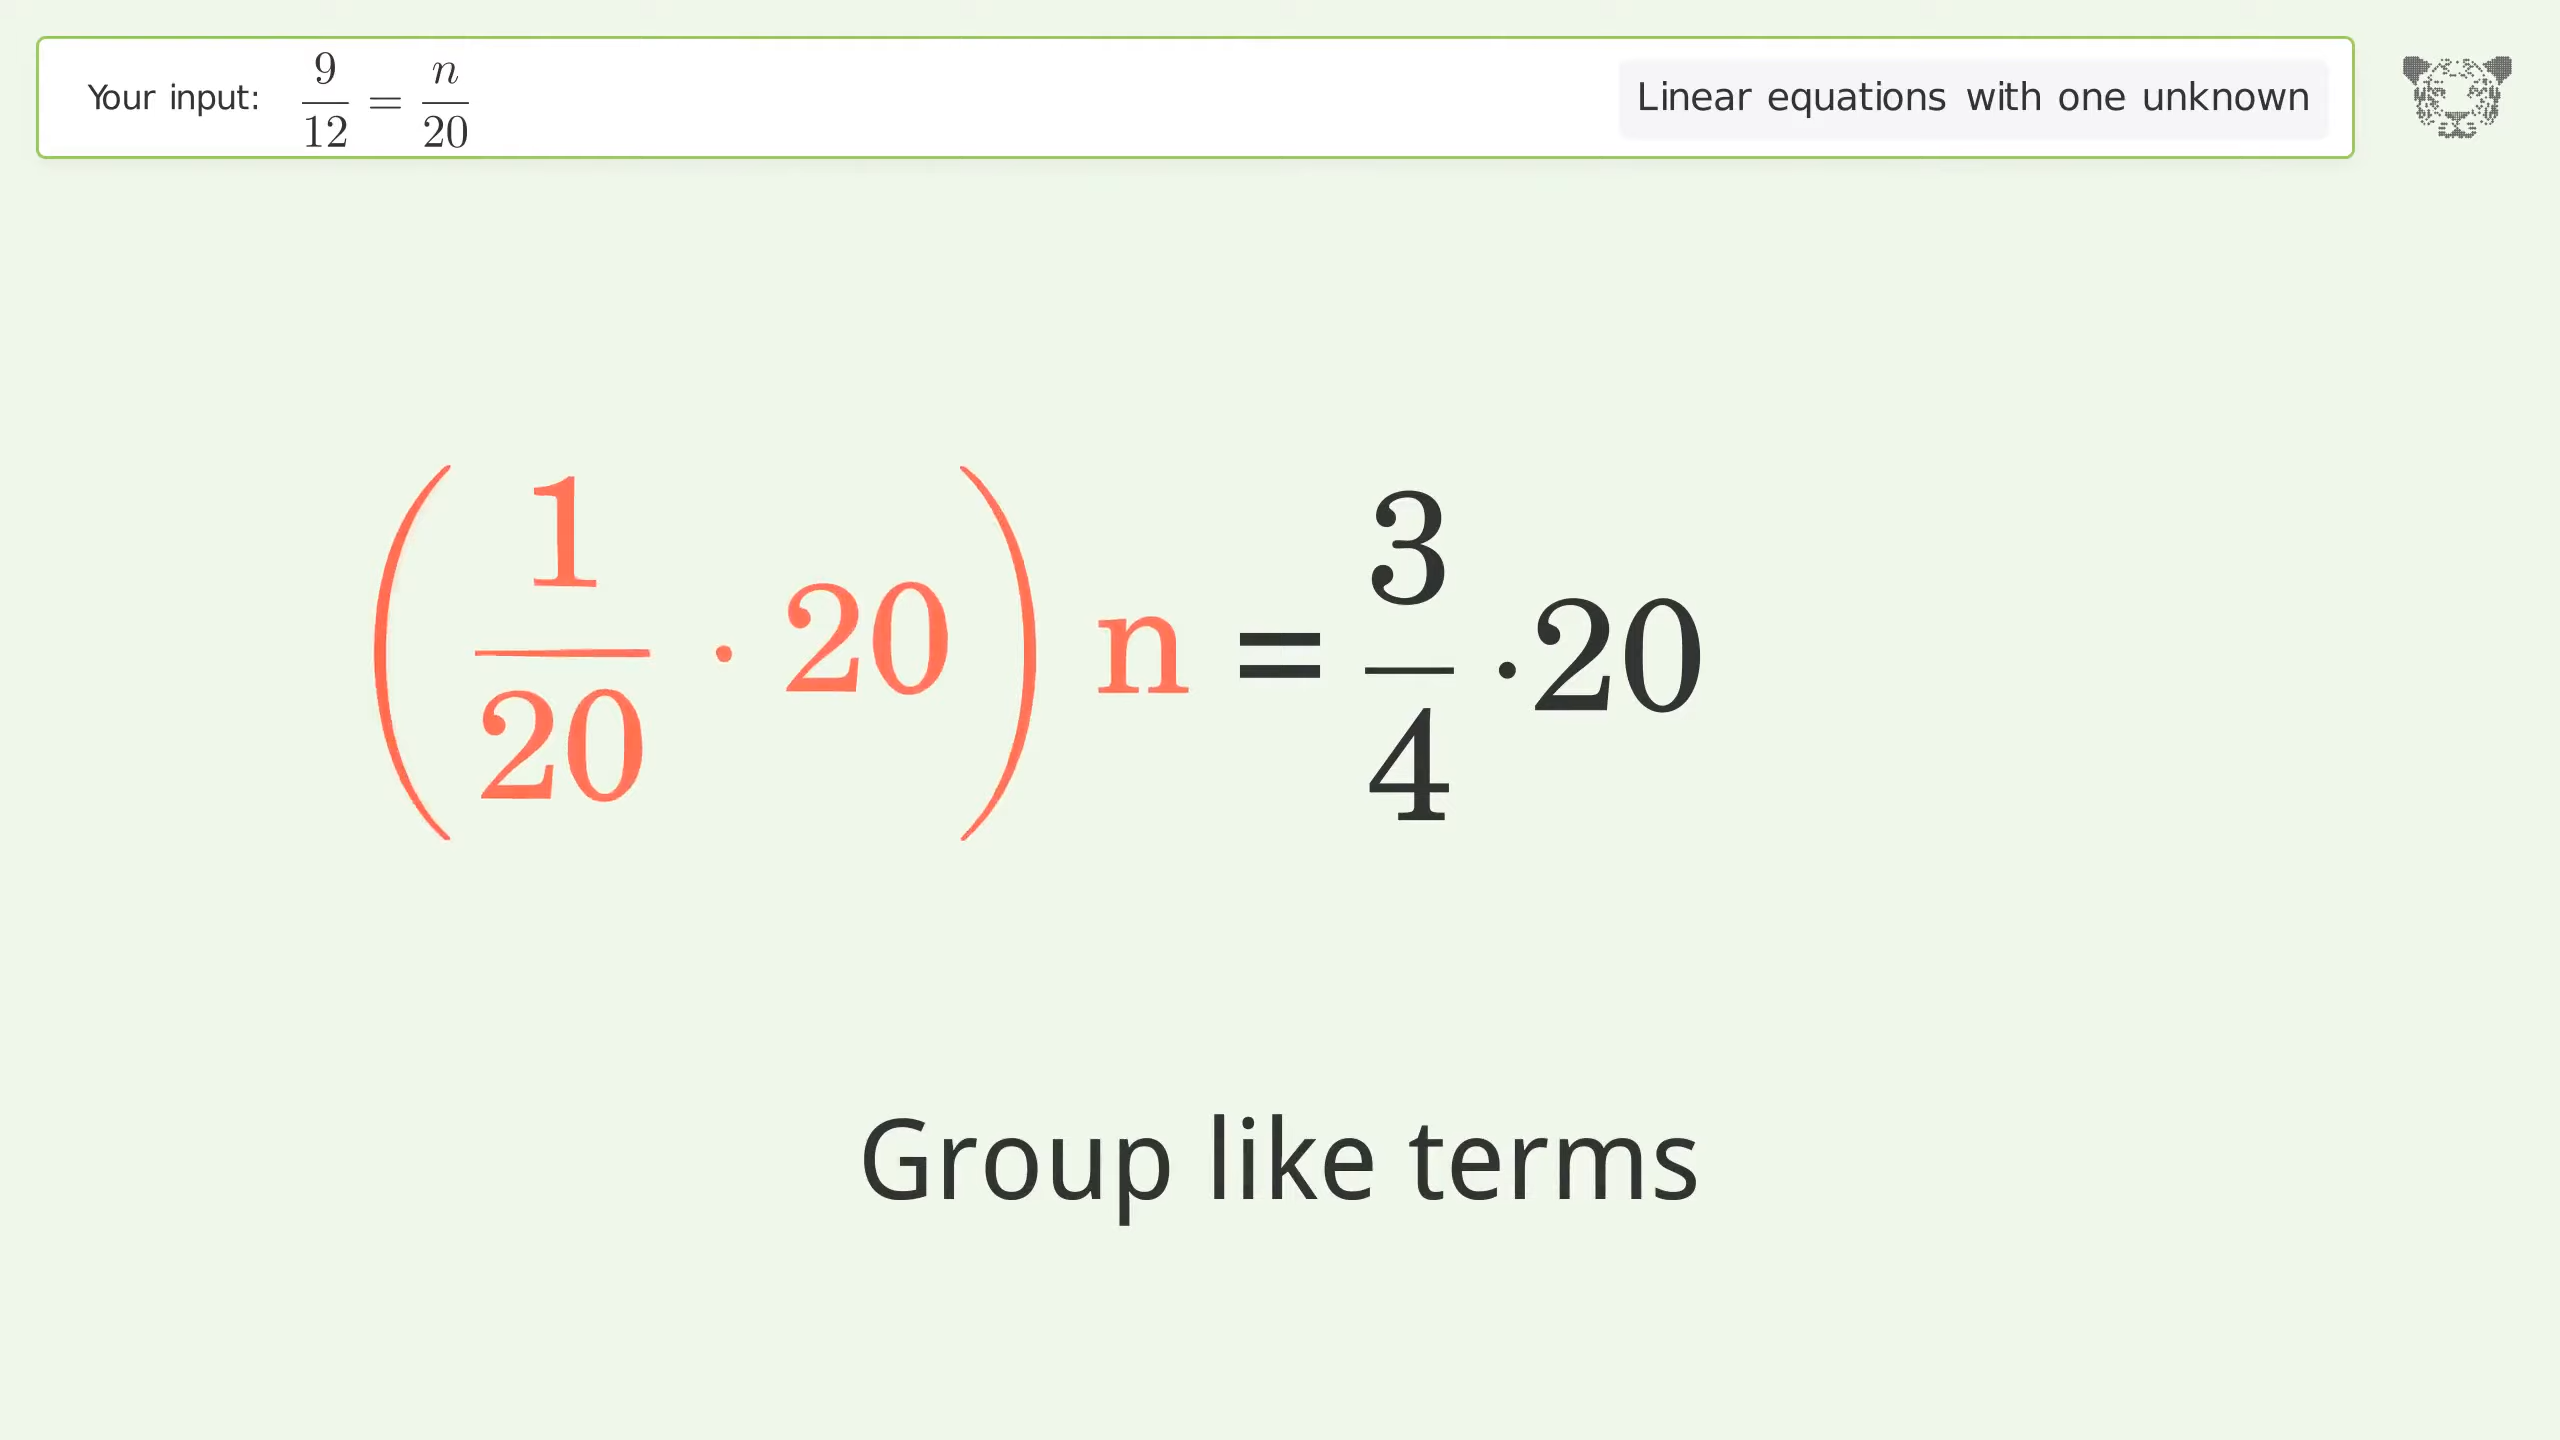 Your input: 9/12 = n/20
Linear equations with one unknown
(1/20 · 20) n = 3/4 · 20
Group like terms